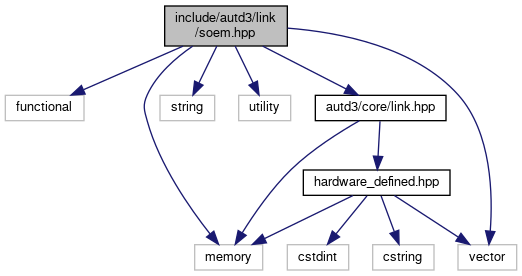 include/autd3/link
/soem.hpp
functional
string
utility
autd3/core/link.hpp
hardware_defined.hpp
memory
cstdint
cstring
vector